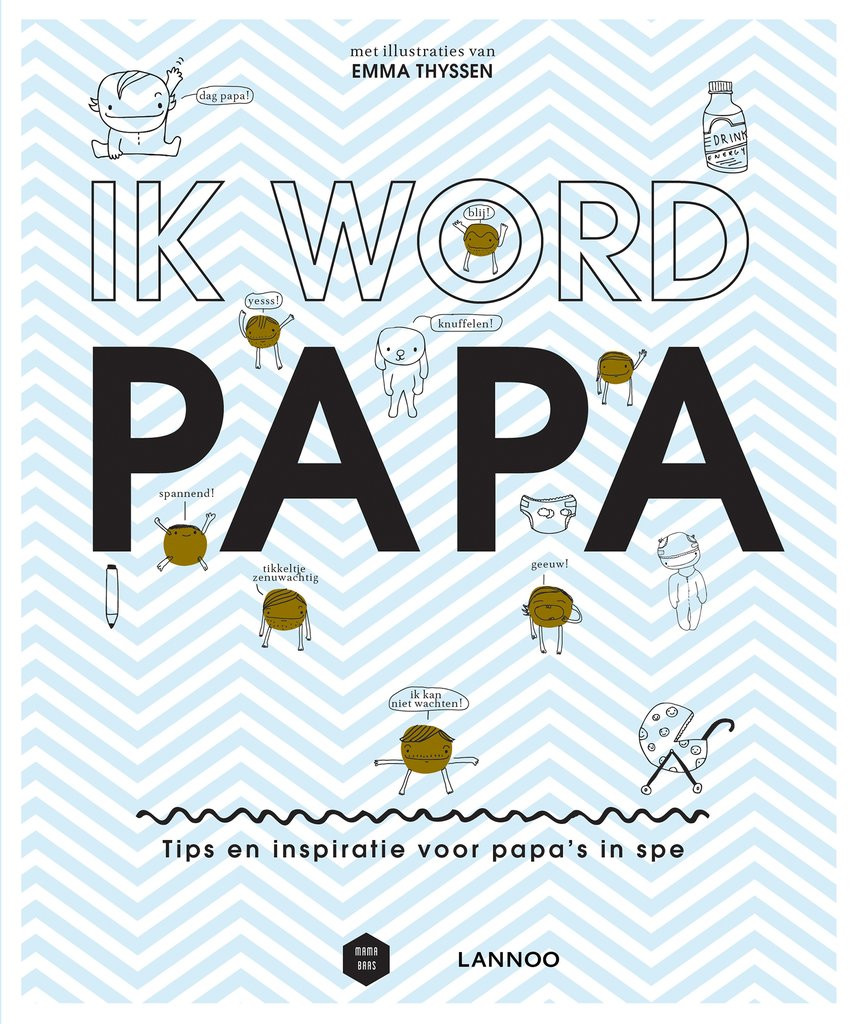 met illustraties van
EMMA THYSSEN
dag papa!
DRINK
ENERGY
IK WORD
blij!
yesss!
knuffelen!
PAPA
spannend!
tikkeltje
zenuwachtig
geeuw!
ik kan
niet wachten!
Tips en inspiratie voor papa's in spe
MAMA
BAAS
LANNOO